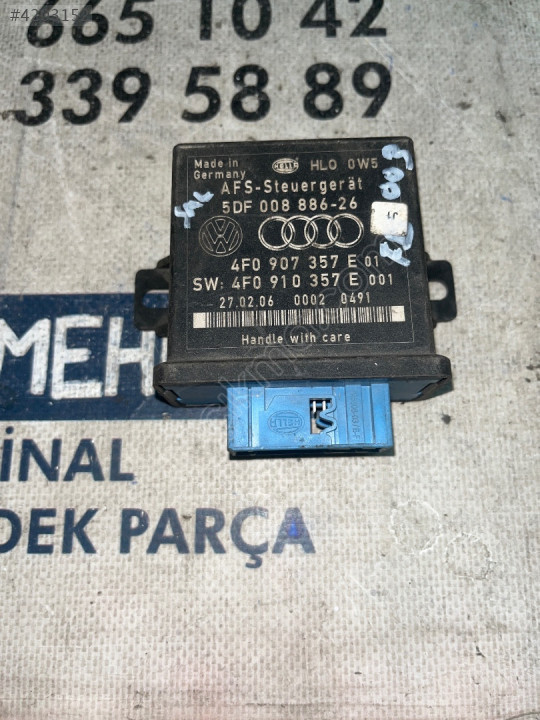 665 10 42
339 58 89
Made in
Germany
HELLA
HLO 0W5
AFS-Steuergerät
5DF 008 886-26
4F0 907 357 E 01
SW: 4F0 910 357 E 001
27.02.06 0002 0491
Handle with care
HELLA
MEH
İNAL
DEK PARÇA